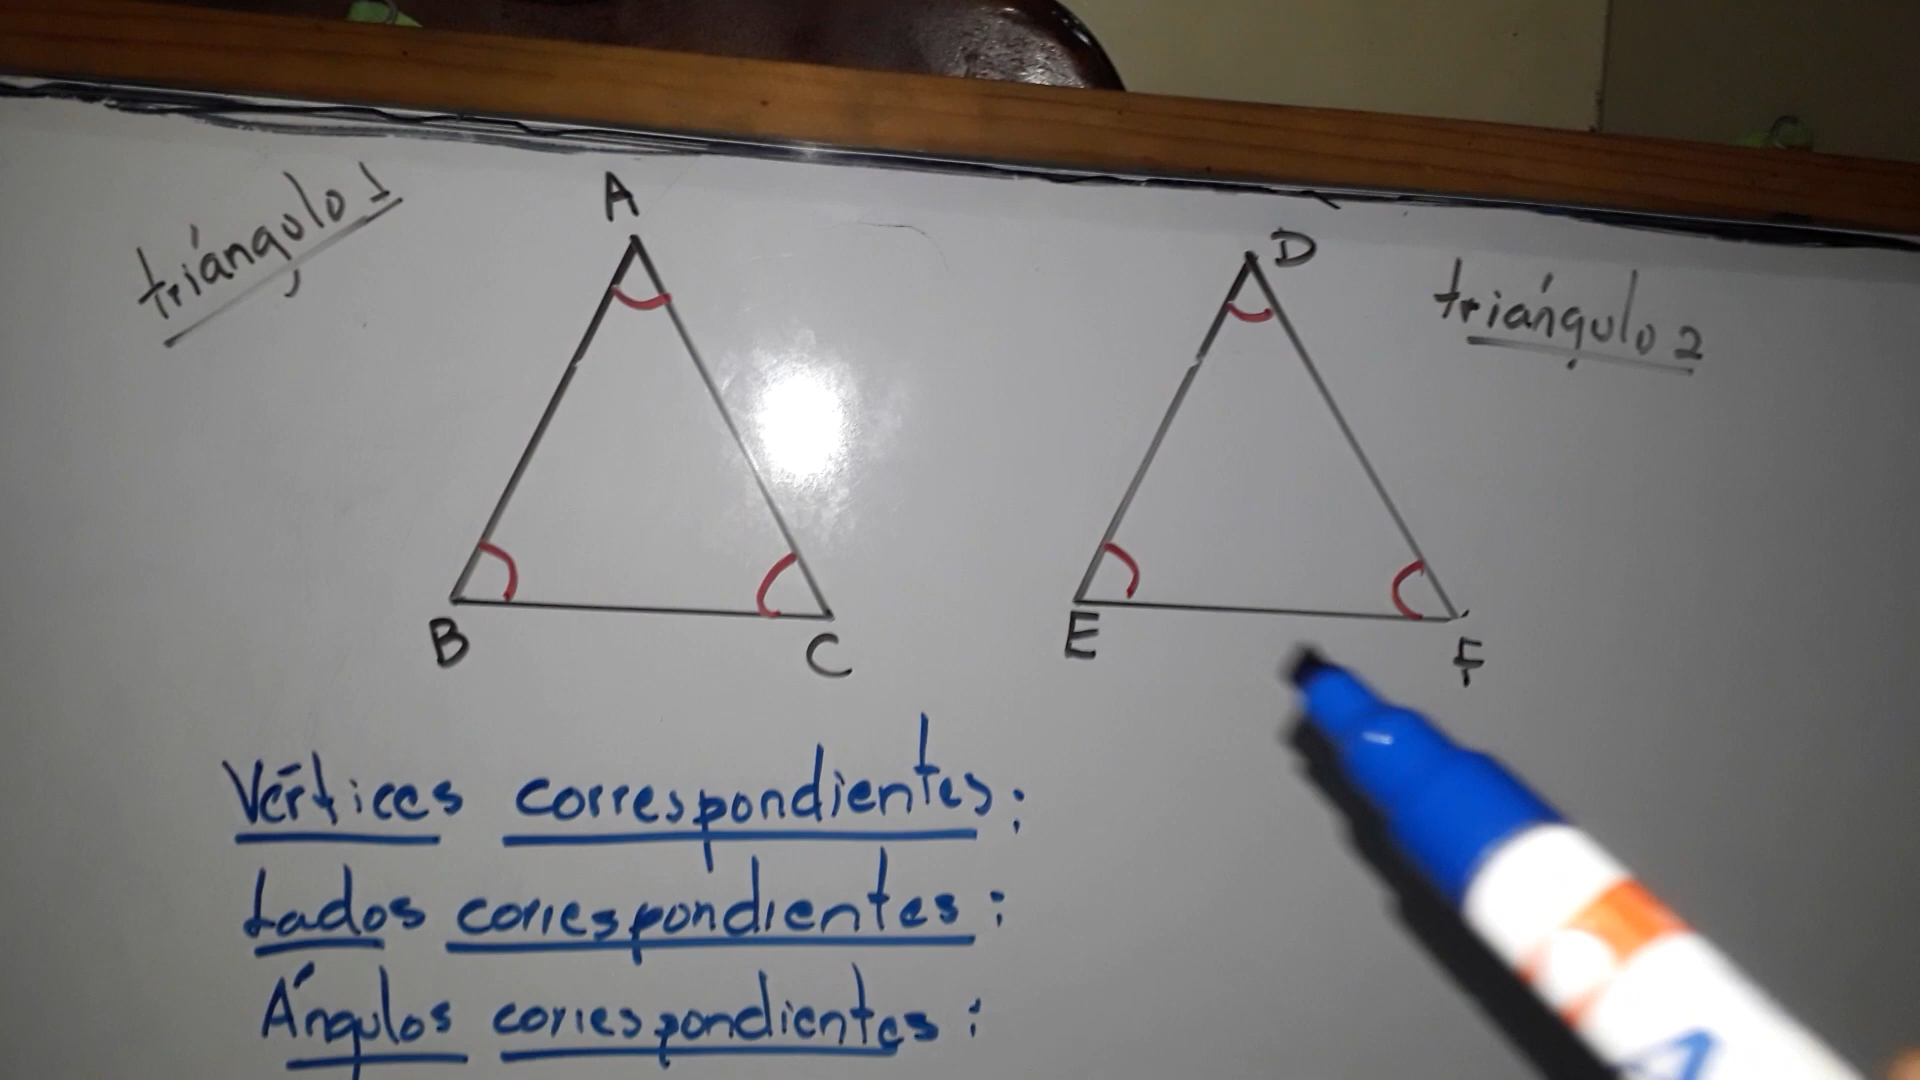 triángulo 1
A
D
triángulo 2
B
C
E
F
Vértices correspondientes:
Lados correspondientes:
Ángulos correspondientes: